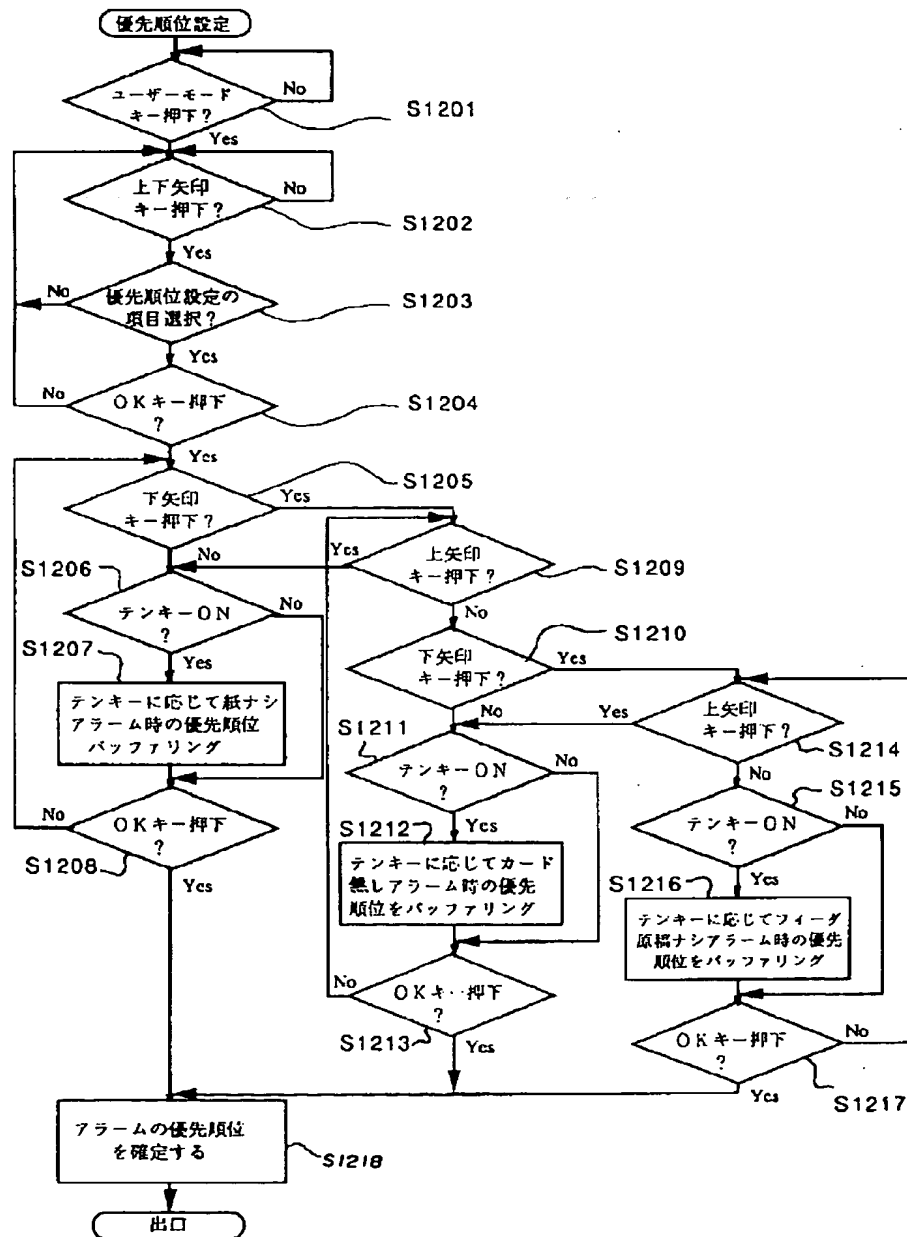 優先順位設定
ユーザーモード
キー押下?
No
S1201
Yes
上下矢印
キー押下?
No
S1202
Yes
優先順位設定の
項目選択?
No
S1203
Yes
OKキー押下
?
No
S1204
Yes
下矢印
キー押下?
S1205
Yes
No
上矢印
キー押下?
Yes
S1209
No
S1206
テンキーON
?
No
Yes
S1207
テンキーに応じて紙ナシ
アラーム時の優先順位
バッファリング
OKキー押下
?
No
S1208
Yes
下矢印
キー押下?
S1210
Yes
No
S1211
テンキーON
?
No
Yes
S1212
テンキーに応じてカード
無しアラーム時の優先
順位をバッファリング
OKキー押下
?
No
S1213
Yes
上矢印
キー押下?
Yes
S1214
No
S1215
テンキーON
?
No
Yes
S1216
テンキーに応じてフィーダ
原稿ナシアラーム時の優先
順位をバッファリング
OKキー押下
?
No
S1217
Yes
アラームの優先順位
を確定する
S1218
出口